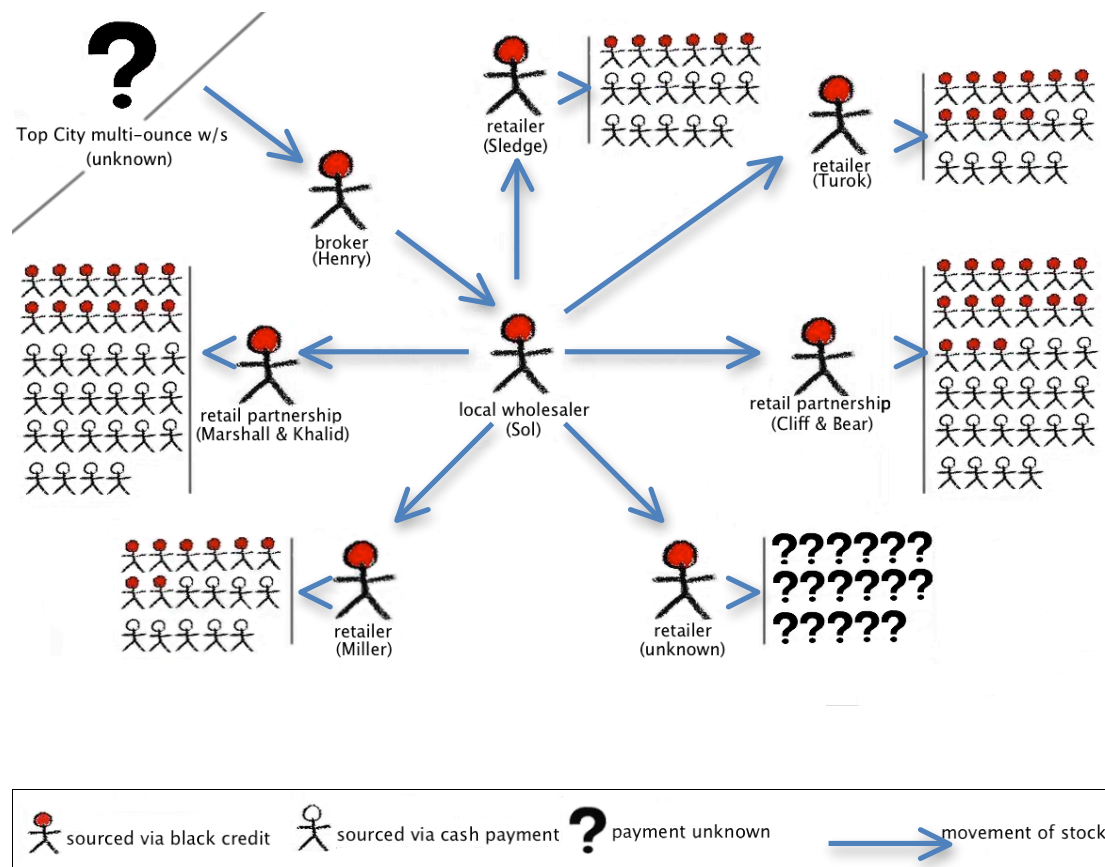 ?
Top City multi-ounce w/s
(unknown)
broker
(Henry)
retailer
(Sledge)
retailer
(Turok)
retail partnership
(Marshall & Khalid)
local wholesaler
(Sol)
retail partnership
(Cliff & Bear)
retailer
(Miller)
retailer
(unknown)
??????
??????
?????
sourced via black credit
sourced via cash payment
? payment unknown
movement of stock